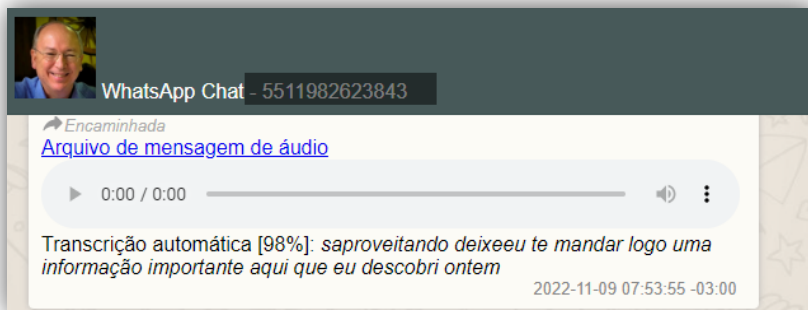 WhatsApp Chat - 5511982623843
Encaminhada
Arquivo de mensagem de áudio
0:00 / 0:00
Transcrição automática [98%]: saproveitando deixeeu te mandar logo uma
informação importante aqui que eu descobri ontem
2022-11-09 07:53:55 -03:00